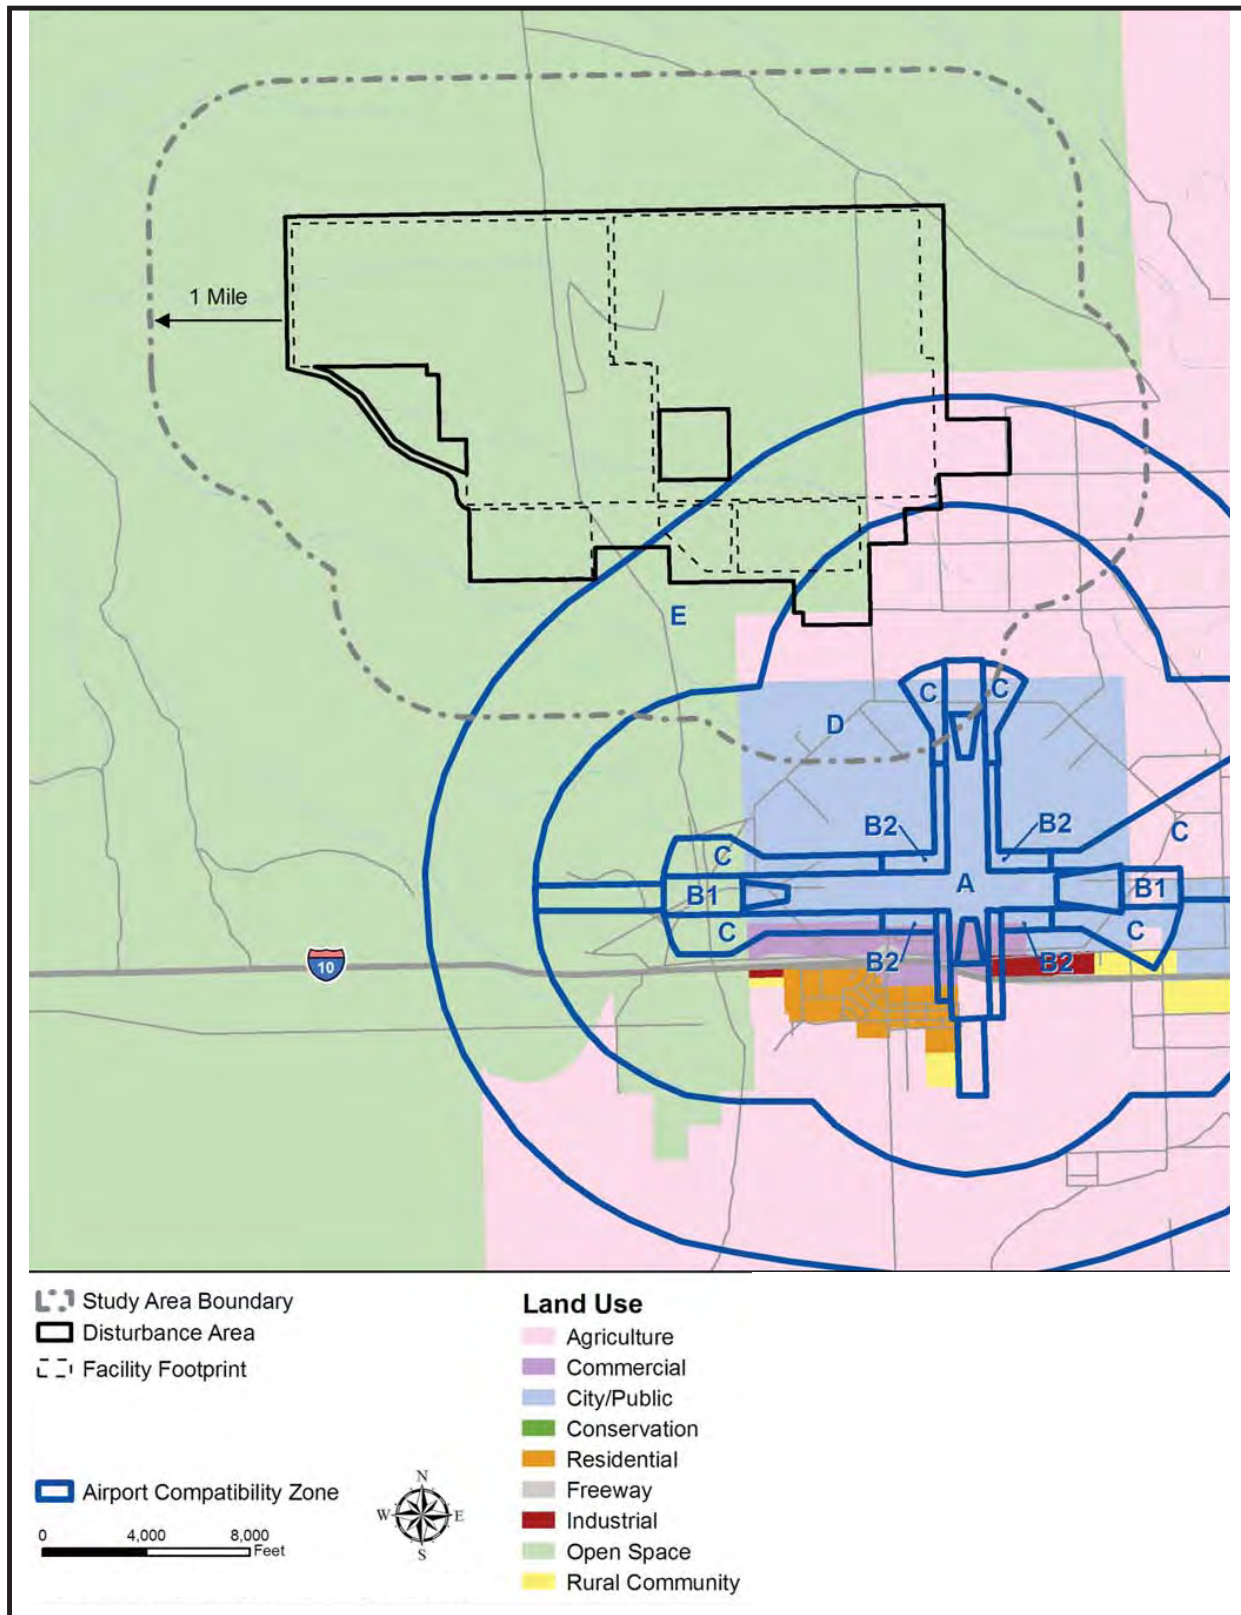 1 Mile
E
C
C
D
B2
B2
C
C
B1
A
B1
C
C
B2
B2
10
Study Area Boundary
Disturbance Area
Facility Footprint
Airport Compatibility Zone
0 4,000 8,000
Feet
N
W E
S
Land Use
Agriculture
Commercial
City/Public
Conservation
Residential
Freeway
Industrial
Open Space
Rural Community